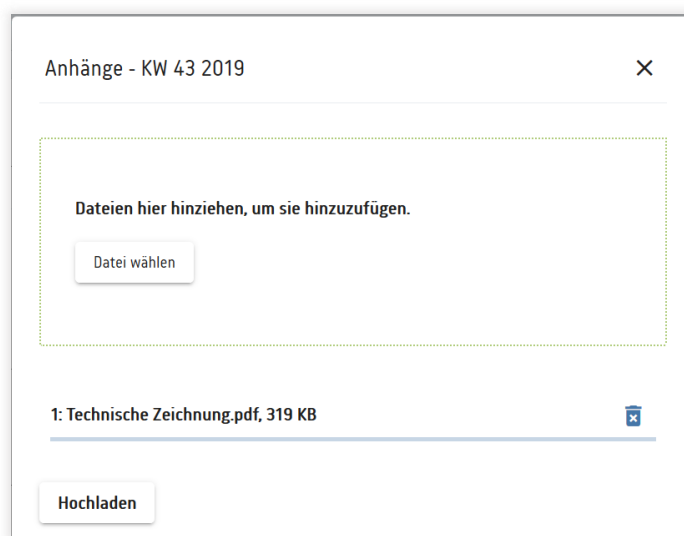 Anhänge - KW 43 2019
Dateien hier hinziehen, um sie hinzuzufügen.
Datei wählen
1: Technische Zeichnung.pdf, 319 KB
Hochladen